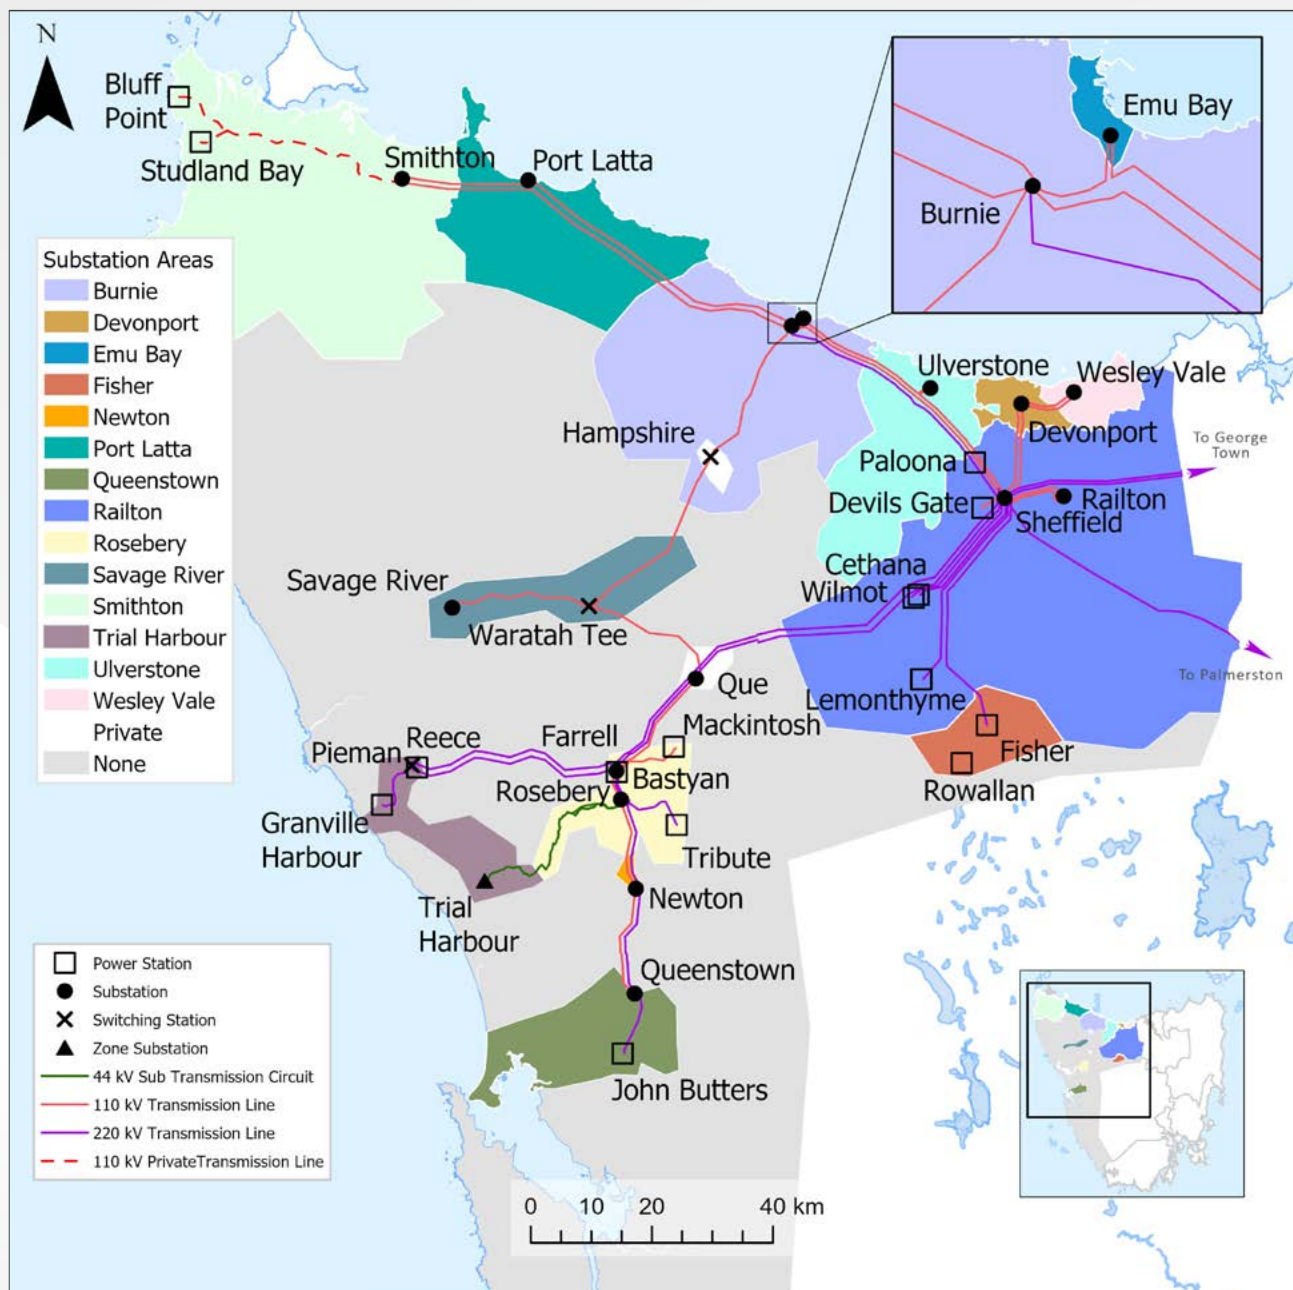 N
Bluff
Point
Studland Bay
Smithton
Port Latta
Emu Bay
Burnie
Substation Areas
Burnie
Devonport
Emu Bay
Fisher
Newton
Port Latta
Queenstown
Railton
Rosebery
Savage River
Smithton
Trial Harbour
Ulverstone
Wesley Vale
Private
None
Ulverstone
Wesley Vale
Hampshire
Devonport
To George
Town
Paloona
Devils Gate
Railton
Sheffield
Cethana
Wilmot
Savage River
Waratah Tee
Que
Lemonthyme
To Palmerston
Mackintosh
Farrell
Reece
Pieman
Bastyan
Rosebery
Fisher
Rowallan
Granville
Harbour
Tribute
Newton
Trial
Harbour
Queenstown
John Butters
Power Station
Substation
Switching Station
Zone Substation
44 kV Sub Transmission Circuit
110 kV Transmission Line
220 kV Transmission Line
110 kV PrivateTransmission Line
0 10 20 40 km